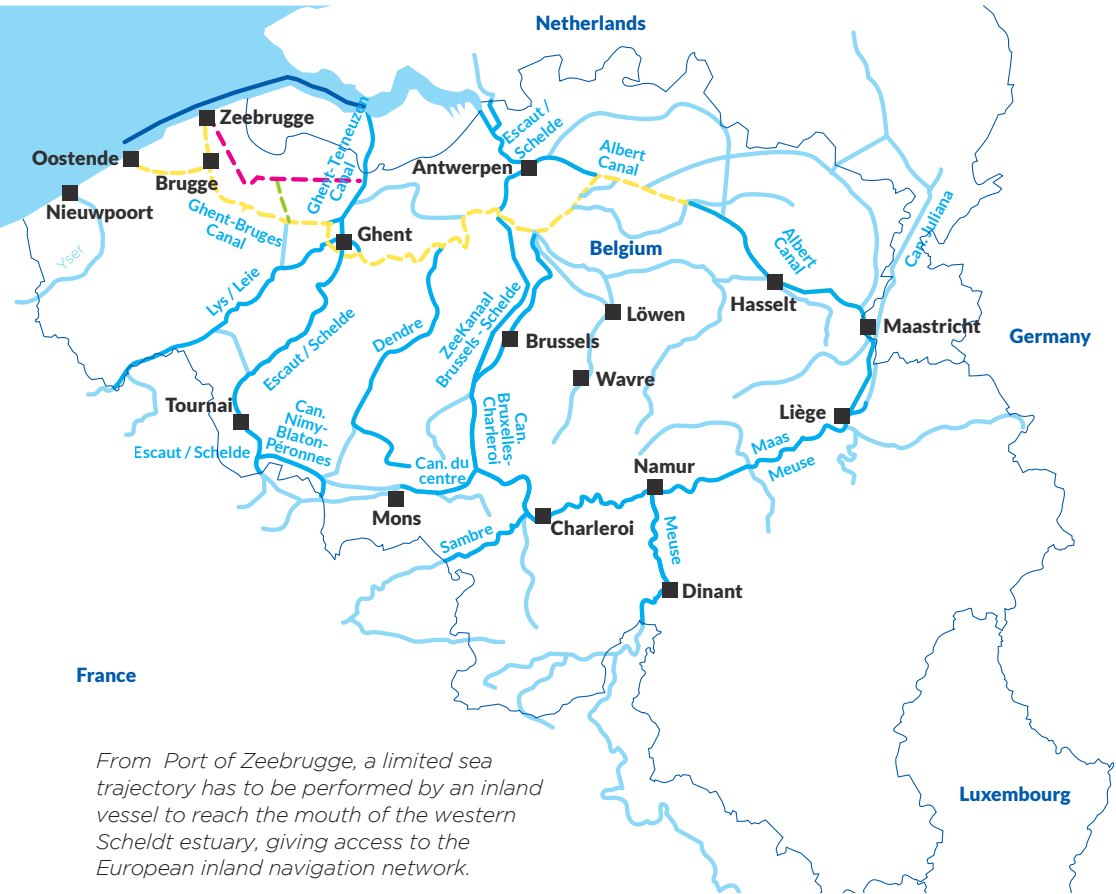 Netherlands
Zeebrugge
Escaut /
Schelde
Ghent-Terneuzen
Canal
Oostende
Albert
Canal
Antwerpen
Brugge
Nieuwpoort
Ghent-Bruges
Canal
Ghent
Can. Juliana
Yser
Belgium
Albert
Canal
Lys / Leie
Hasselt
Löwen
Maastricht
ZeeKanaal
Brussels - Schelde
Dendre
Escaut / Schelde
Brussels
Germany
Wavre
Tournai
Can.
Nimy-
Blaton-
Péronnes
Can.
Bruxelles-
Charleroi
Liège
Escaut / Schelde
Maas
Meuse
Can. du
centre
Namur
Mons
Charleroi
Sambre
Meuse
Dinant
France
From Port of Zeebrugge, a limited sea
trajectory has to be performed by an inland
vessel to reach the mouth of the western
Scheldt estuary, giving access to the
European inland navigation network.
Luxembourg